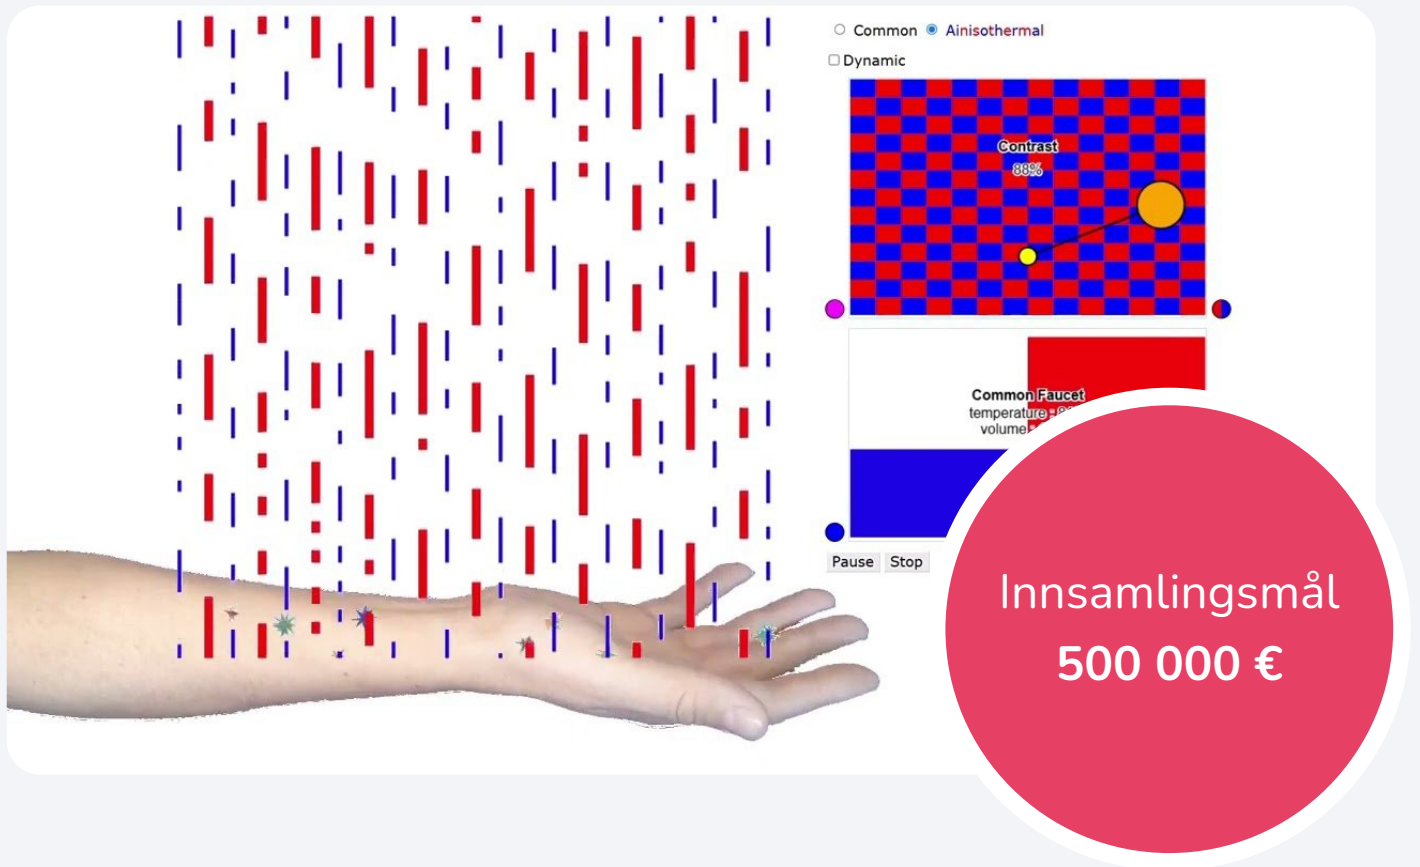 Common Ainisothermal
Dynamic
Contrast
88%
Common Faucet
temperature -
volume
Pause Stop
Innsamlingsmål
500 000 €